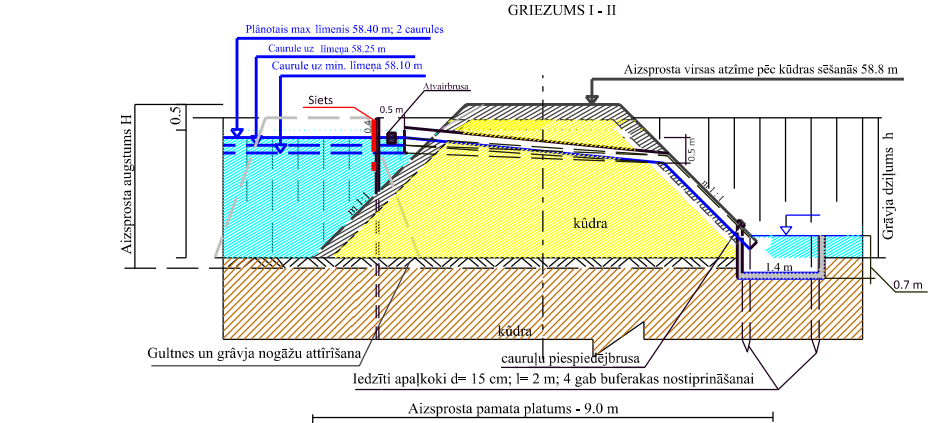 GRIEZUMS I - II
Plānotais max līmenis 58.40 m; 2 caurules
Caurule uz līmeņa 58.25 m
Caurule uz min. līmeņa 58.10 m
Aizsprosta virsas atzīme pēc kūdras sēšanās 58.8 m
Atvairbrusa
Siets
0.5 m
0.4
0.5
Aizsprosta augstums H
m 1:1
0.5 m
m 1 : 1
Grāvja dziļums h
kūdra
1.4 m
0.7 m
kūdra
Gultnes un grāvja nogāžu attīrīšana
cauruļu piespiedējbrusa
Iedzīti apaļkoki d= 15 cm; l= 2 m; 4 gab buferakas nostiprināšanai
Aizsprosta pamata platums - 9.0 m